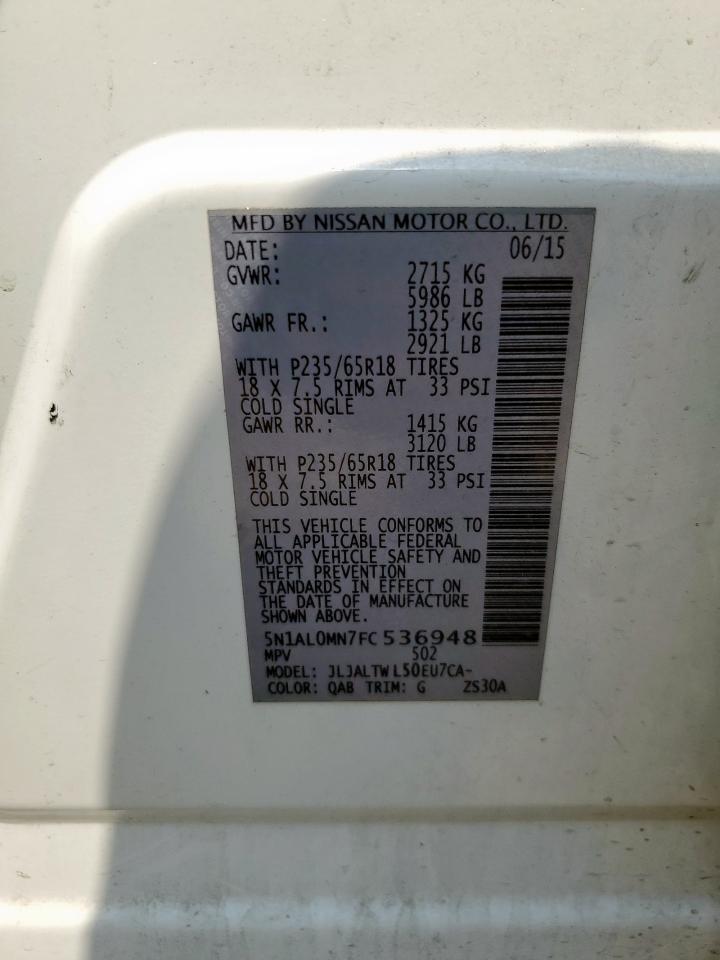 MFD BY NISSAN MOTOR CO., LTD.
DATE: 06/15
GVWR: 2715 KG
5986 LB
GAWR FR.: 1325 KG
2921 LB
WITH P235/65R18 TIRES
18 X 7.5 RIMS AT 33 PSI
COLD SINGLE
GAWR RR.: 1415 KG
3120 LB
WITH P235/65R18 TIRES
18 X 7.5 RIMS AT 33 PSI
COLD SINGLE
THIS VEHICLE CONFORMS TO
ALL APPLICABLE FEDERAL
MOTOR VEHICLE SAFETY AND
THEFT PREVENTION
STANDARDS IN EFFECT ON
THE DATE OF MANUFACTURE
SHOWN ABOVE.
5N1AL0MN7FC536948
MPV 502
MODEL: JLJALTWL50EU7CA-
COLOR: QAB TRIM: G ZS30A